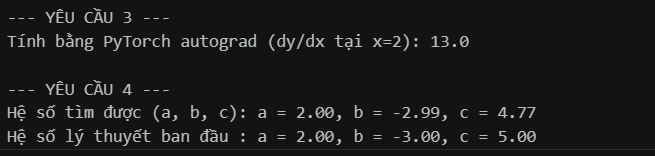 --- YÊU CẦU 3 ---
Tính bằng PyTorch autograd (dy/dx tại x=2): 13.0
--- YÊU CẦU 4 ---
Hệ số tìm được (a, b, c): a = 2.00, b = -2.99, c = 4.77
Hệ số lý thuyết ban đầu : a = 2.00, b = -3.00, c = 5.00